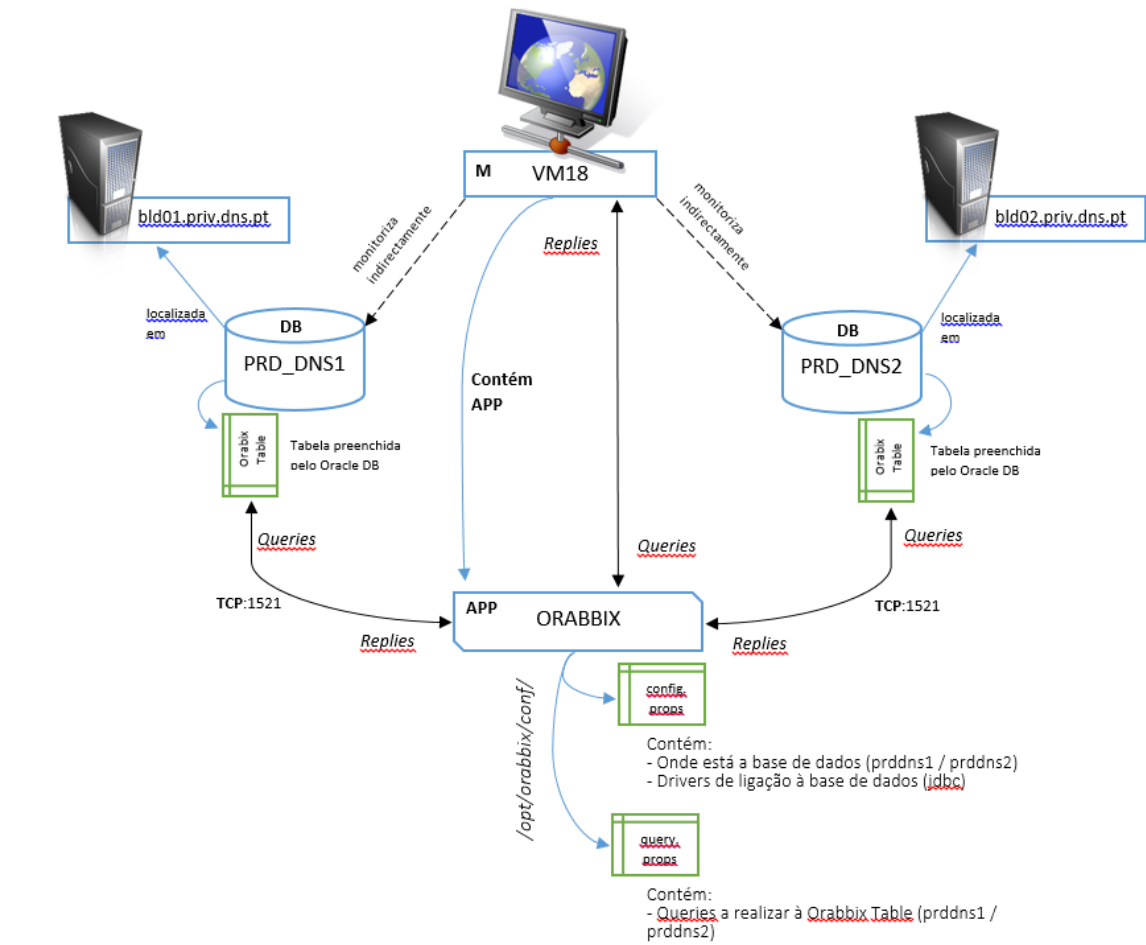 M VM18
bld01.priv.dns.pt
bld02.priv.dns.pt
monitoriza
indirectamente
Replies
monitoriza
indirectamente
localizada
em
DB
PRD_DNS1
localizada
em
DB
PRD_DNS2
Contém
APP
Orabix
Table
Tabela preenchida
pelo Oracle DB
Orabix
Table
Tabela preenchida
pelo Oracle DB
Queries
Queries
Queries
TCP:1521
TCP:1521
APP ORABBIX
Replies
Replies
/opt/orabbix/conf/
config.
props
Contém:
- Onde está a base de dados (prddns1 / prddns2)
- Drivers de ligação à base de dados (jdbc)
query.
props
Contém:
- Queries a realizar à Orabbix Table (prddns1 /
prddns2)